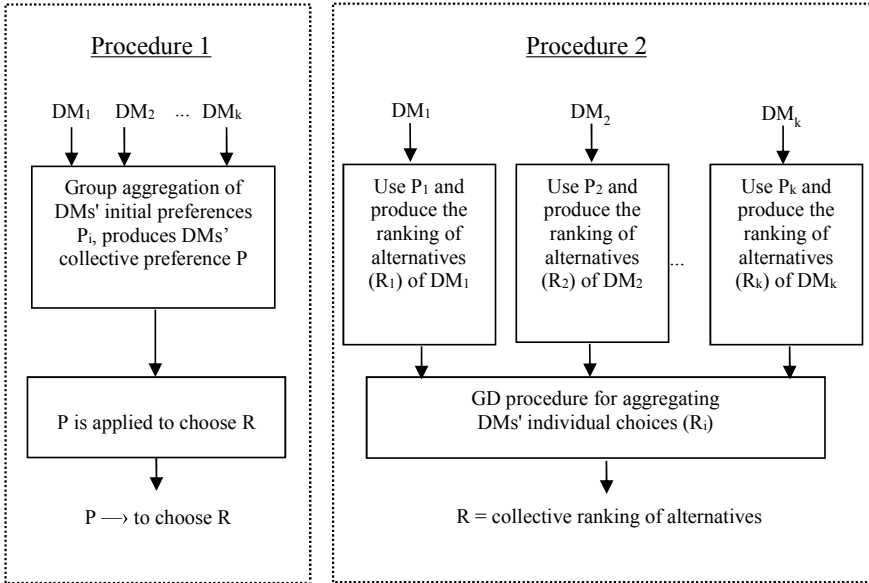 Procedure 1
DM₁ DM₂ ... DMₖ
Group aggregation of
DMs' initial preferences
Pᵢ, produces DMs’
collective preference P
P is applied to choose R
P —› to choose R
Procedure 2
DM₁ DM₂ DMₖ
Use P₁ and
produce the
ranking of
alternatives
(R₁) of DM₁
Use P₂ and
produce the
ranking of
alternatives
(R₂) of DM₂
...
Use Pₖ and
produce the
ranking of
alternatives
(Rₖ) of DMₖ
GD procedure for aggregating
DMs' individual choices (Rᵢ)
R = collective ranking of alternatives